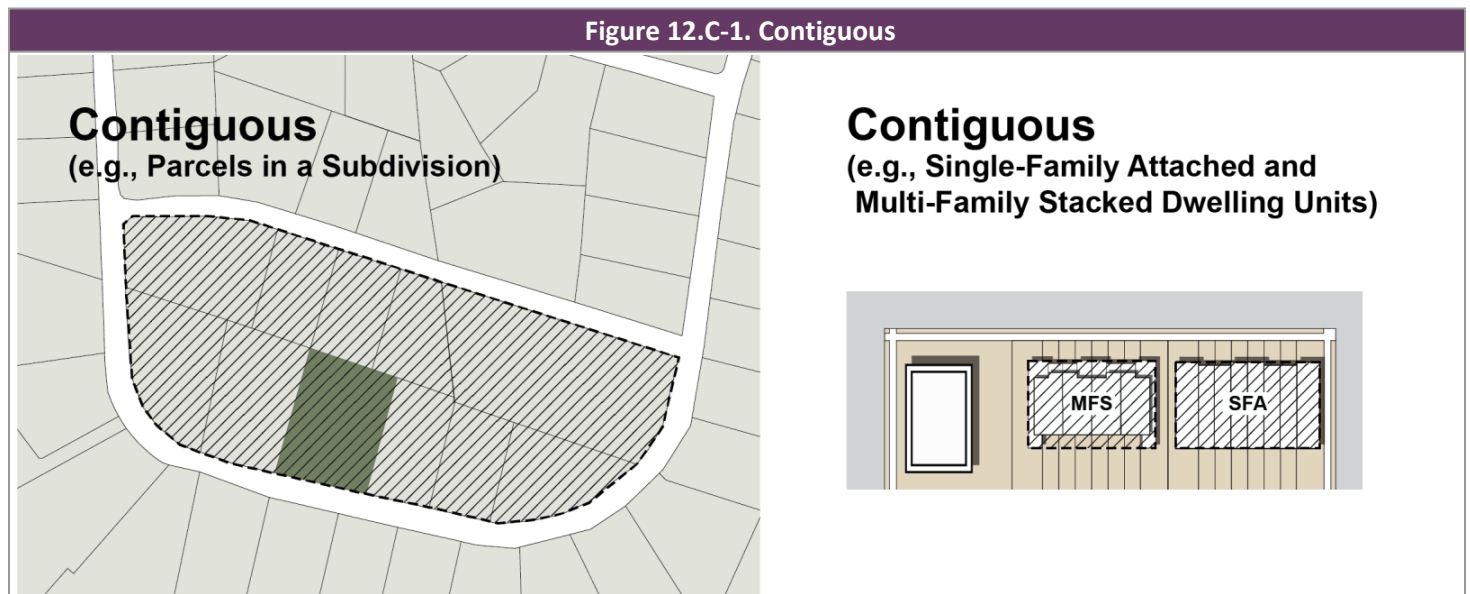 Figure 12.C-1. Contiguous
Contiguous
(e.g., Parcels in a Subdivision)
Contiguous
(e.g., Single-Family Attached and
Multi-Family Stacked Dwelling Units)
MFS
SFA